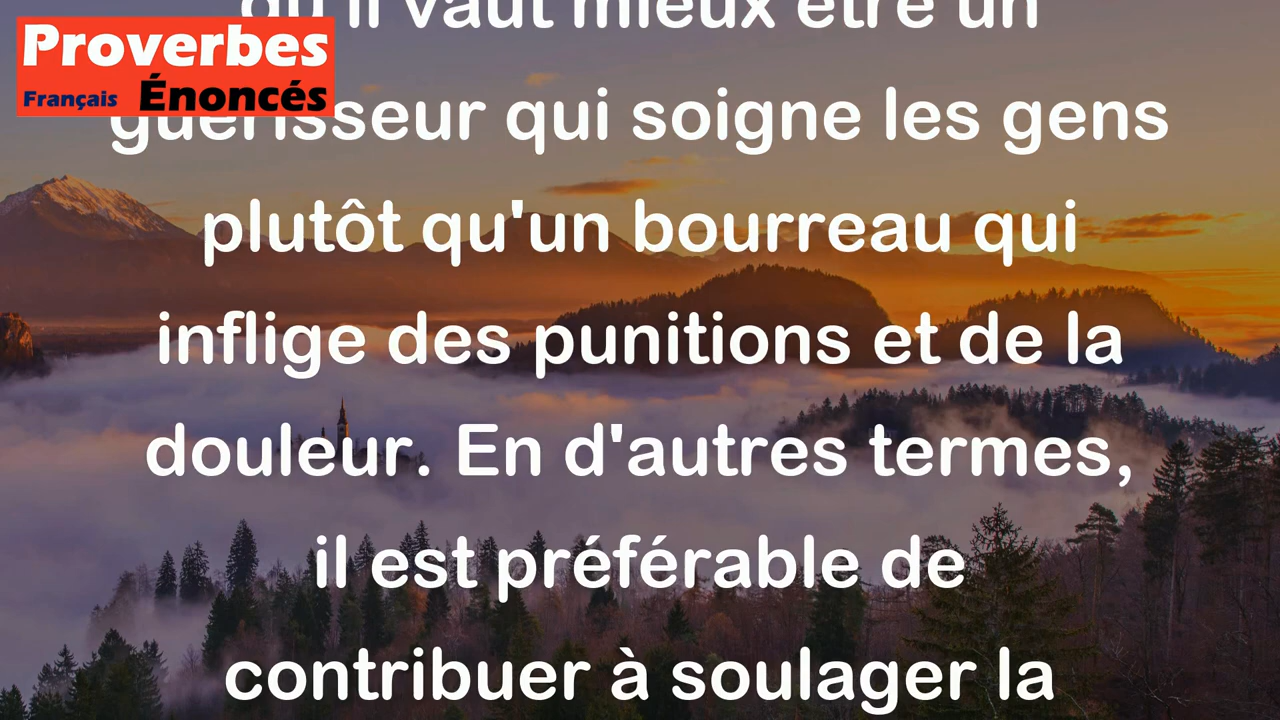 Proverbes
Français Énoncés
qu'il vaut mieux être un
guérisseur qui soigne les gens
plutôt qu'un bourreau qui
inflige des punitions et de la
douleur. En d'autres termes,
il est préférable de
contribuer à soulager la